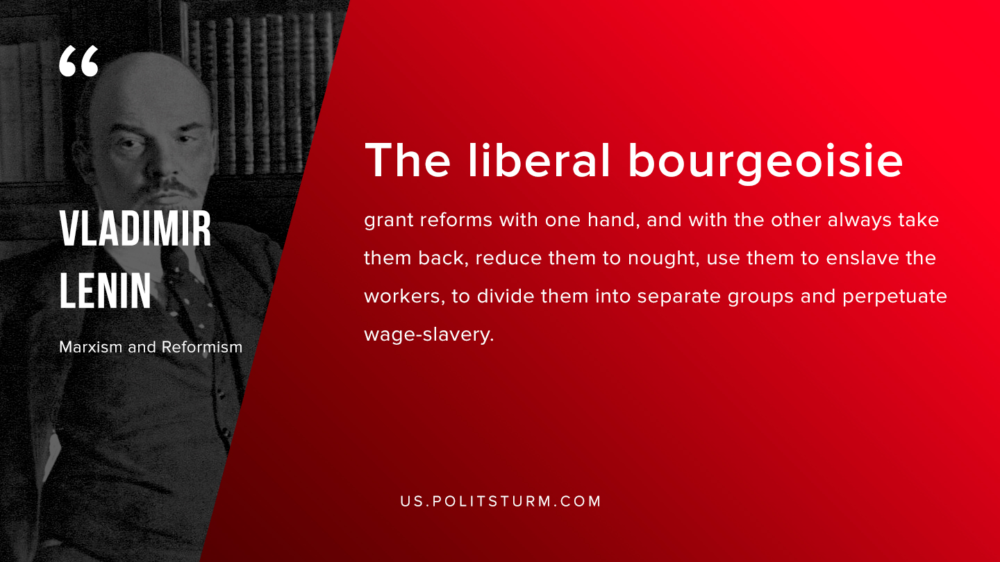 “
VLADIMIR
LENIN
Marxism and Reformism
The liberal bourgeoisie
grant reforms with one hand, and with the other always take
them back, reduce them to nought, use them to enslave the
workers, to divide them into separate groups and perpetuate
wage-slavery.
US.POLITSTURM.COM